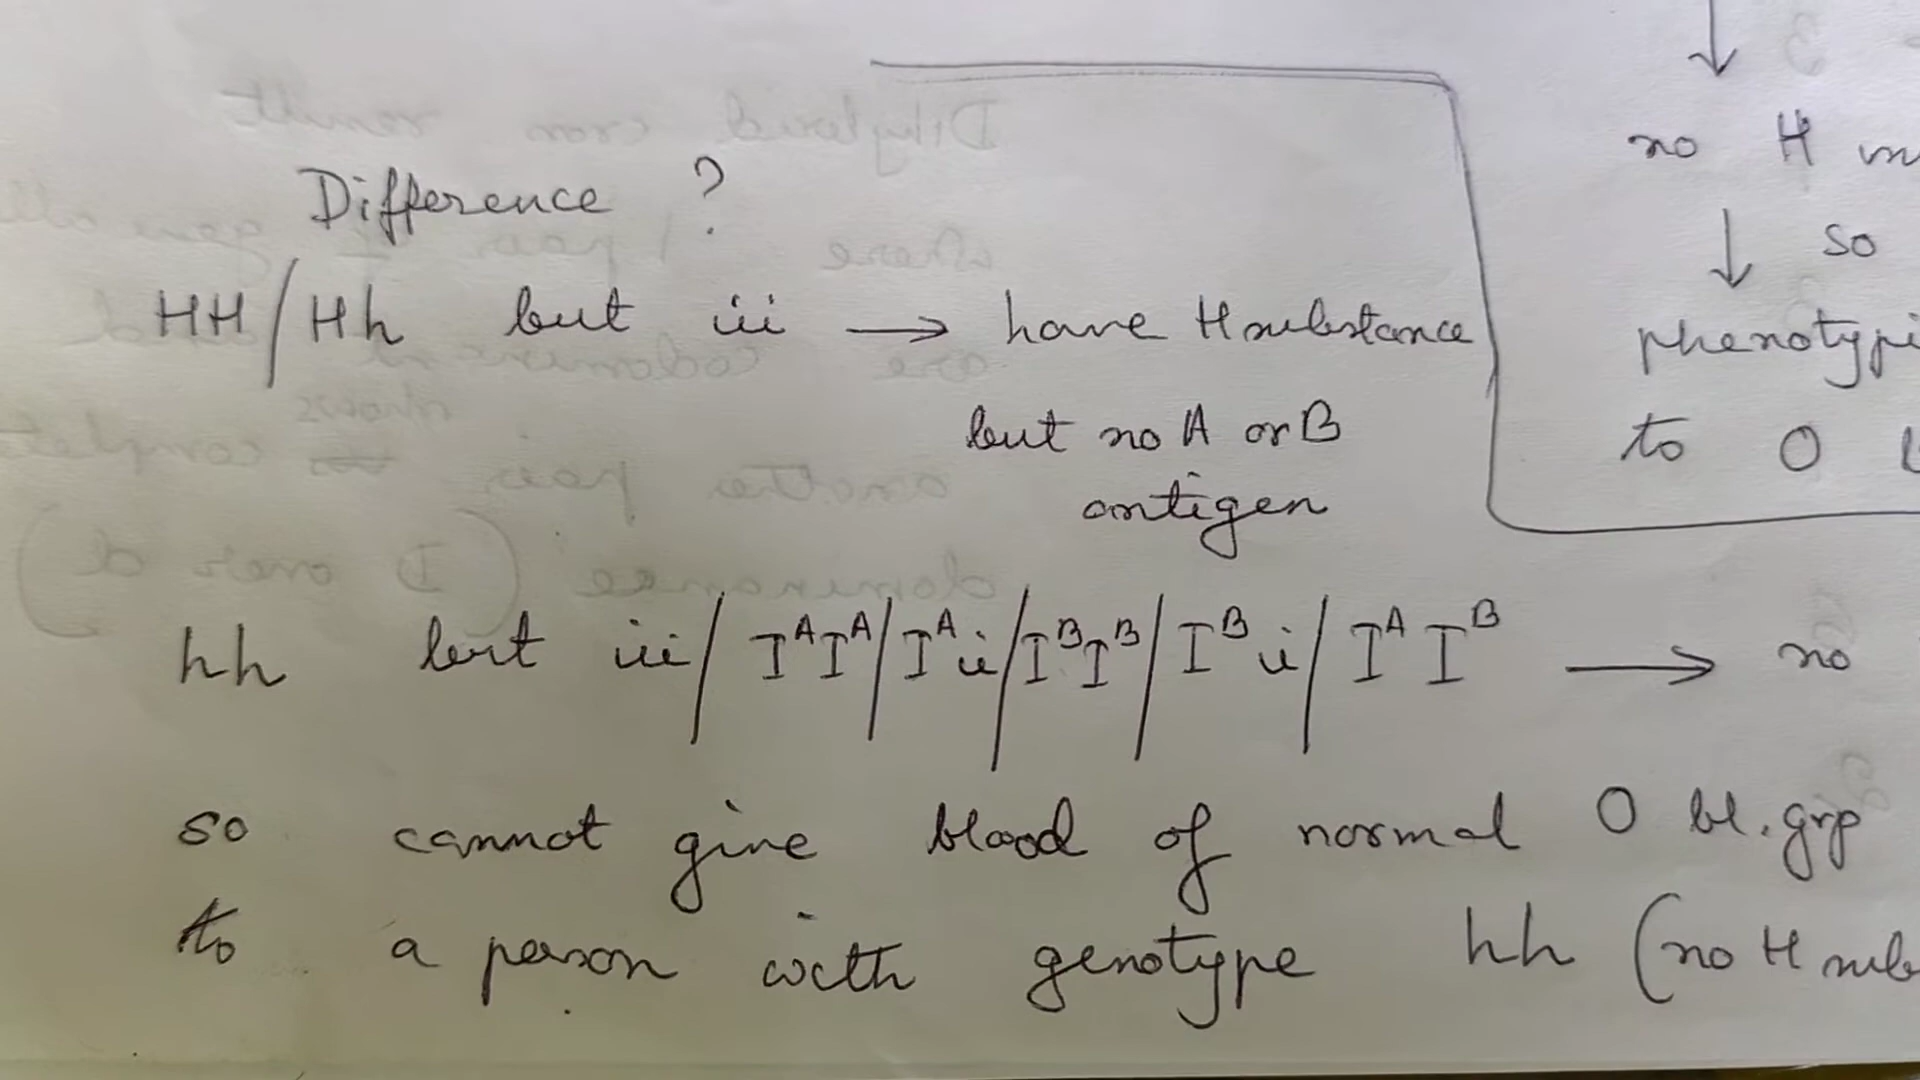 Difference ?
HH/Hh but ii → have H substance
but no A or B
antigen
hh but ii/ IᴬIᴬ/Iᴬi/IᴮIᴮ/Iᴮi/IᴬIᴮ → no
so cannot give blood of normal O bl. grp
to a person with genotype hh (no H
↓
no H
↓ so
to O